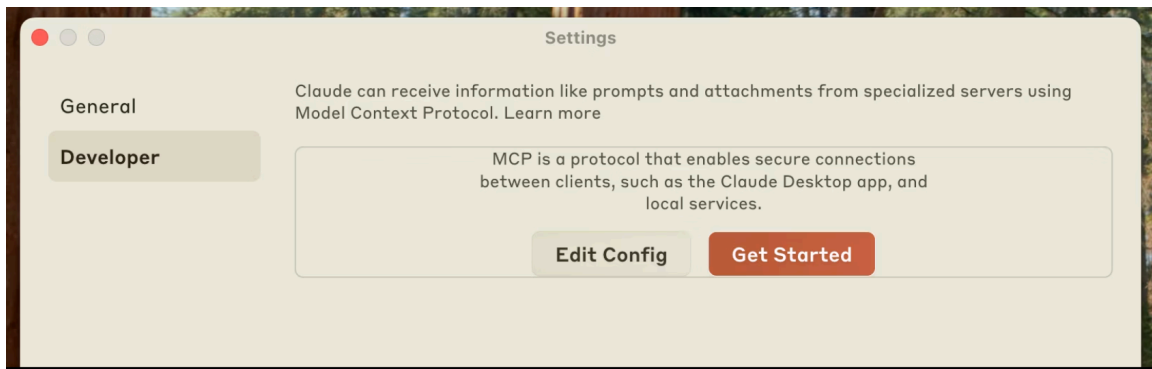 Settings
General
Developer
Claude can receive information like prompts and attachments from specialized servers using
Model Context Protocol. Learn more
MCP is a protocol that enables secure connections
between clients, such as the Claude Desktop app, and
local services.
Edit Config
Get Started